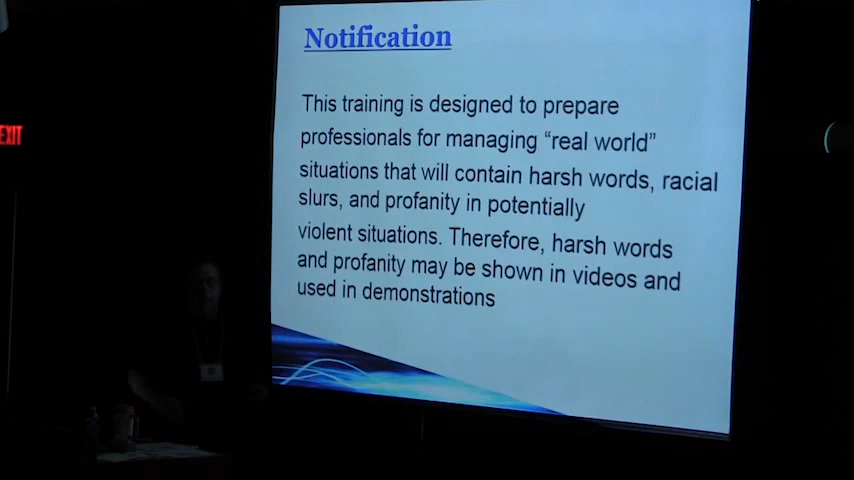 Notification
This training is designed to prepare
professionals for managing “real world”
situations that will contain harsh words, racial
slurs, and profanity in potentially
violent situations. Therefore, harsh words
and profanity may be shown in videos and
used in demonstrations
EXIT